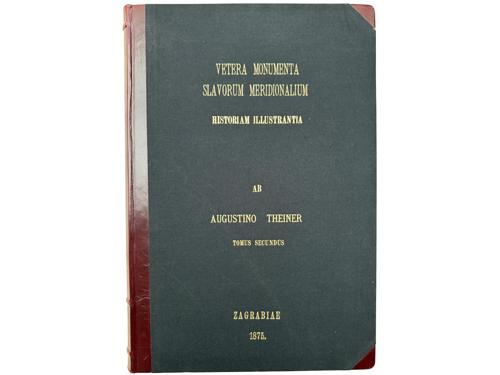 VETERA MONUMENTA
SLAVORUM MERIDIONALIUM
HISTORIAM ILLUSTRANTIA
AB
AUGUSTINO THEINER
TOMUS SECUNDUS
ZAGRABIAE
1875.